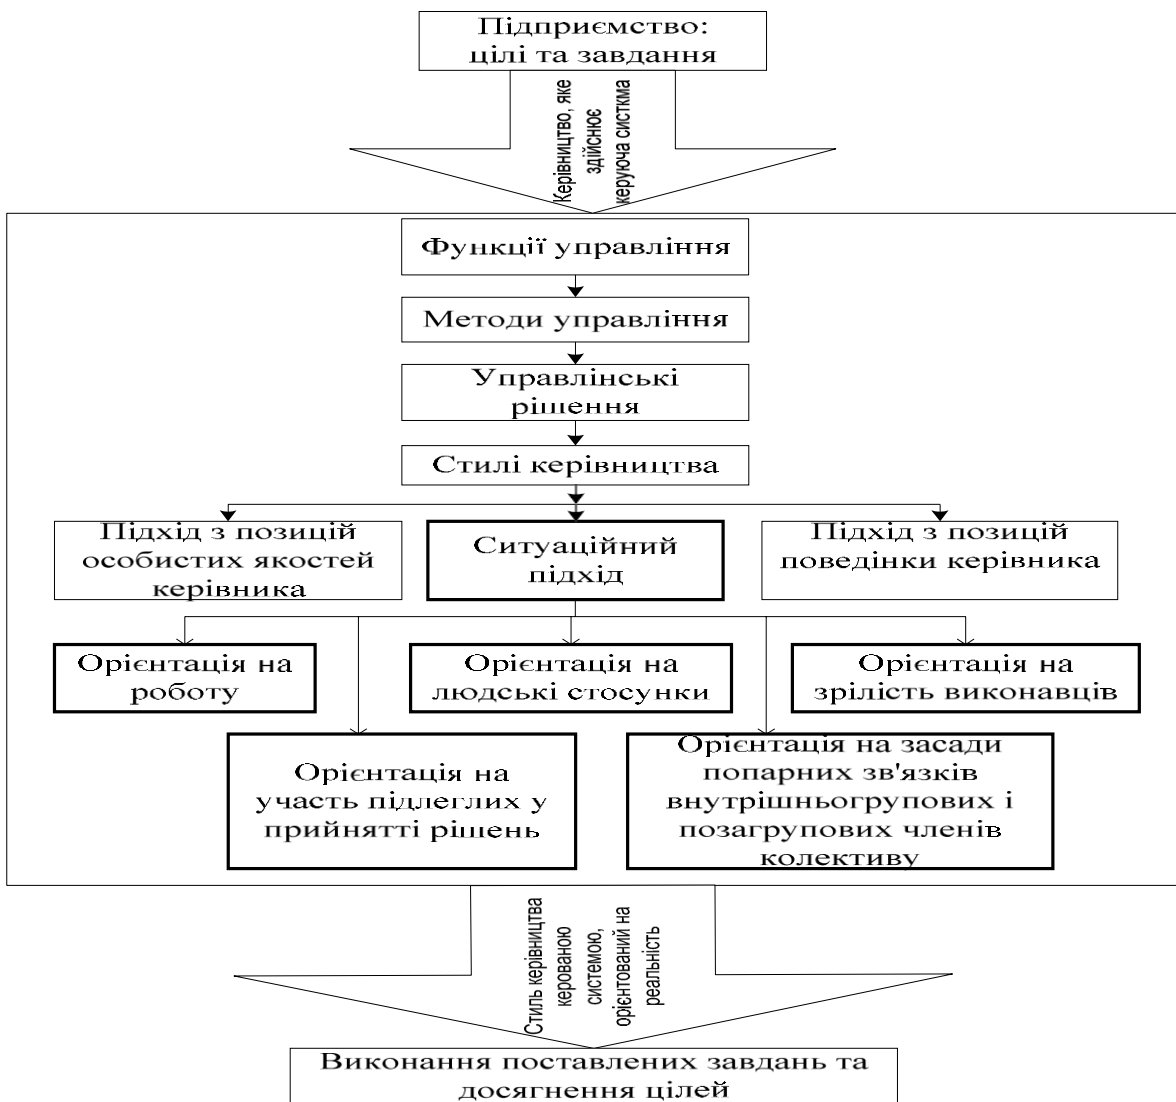 Підприємство:
цілі та завдання
Керівництво, яке
здійснює
керуюча систкма
Функції управління
Методи управління
Управлінські
рішення
Стилі керівництва
Підхід з позицій
особистих якостей
керівника
Ситуаційний
підхід
Підхід з позицій
поведінки керівника
Орієнтація на
роботу
Орієнтація на
людські стосунки
Орієнтація на
зрілість виконавців
Орієнтація на
участь підлеглих у
прийнятті рішень
Орієнтація на засади
попарних зв'язків
внутрішньогрупових і
позагрупових членів
колективу
Стиль керівництва
керованою
системою,
орієнтований на
реальність
Виконання поставлених завдань та
досягнення цілей